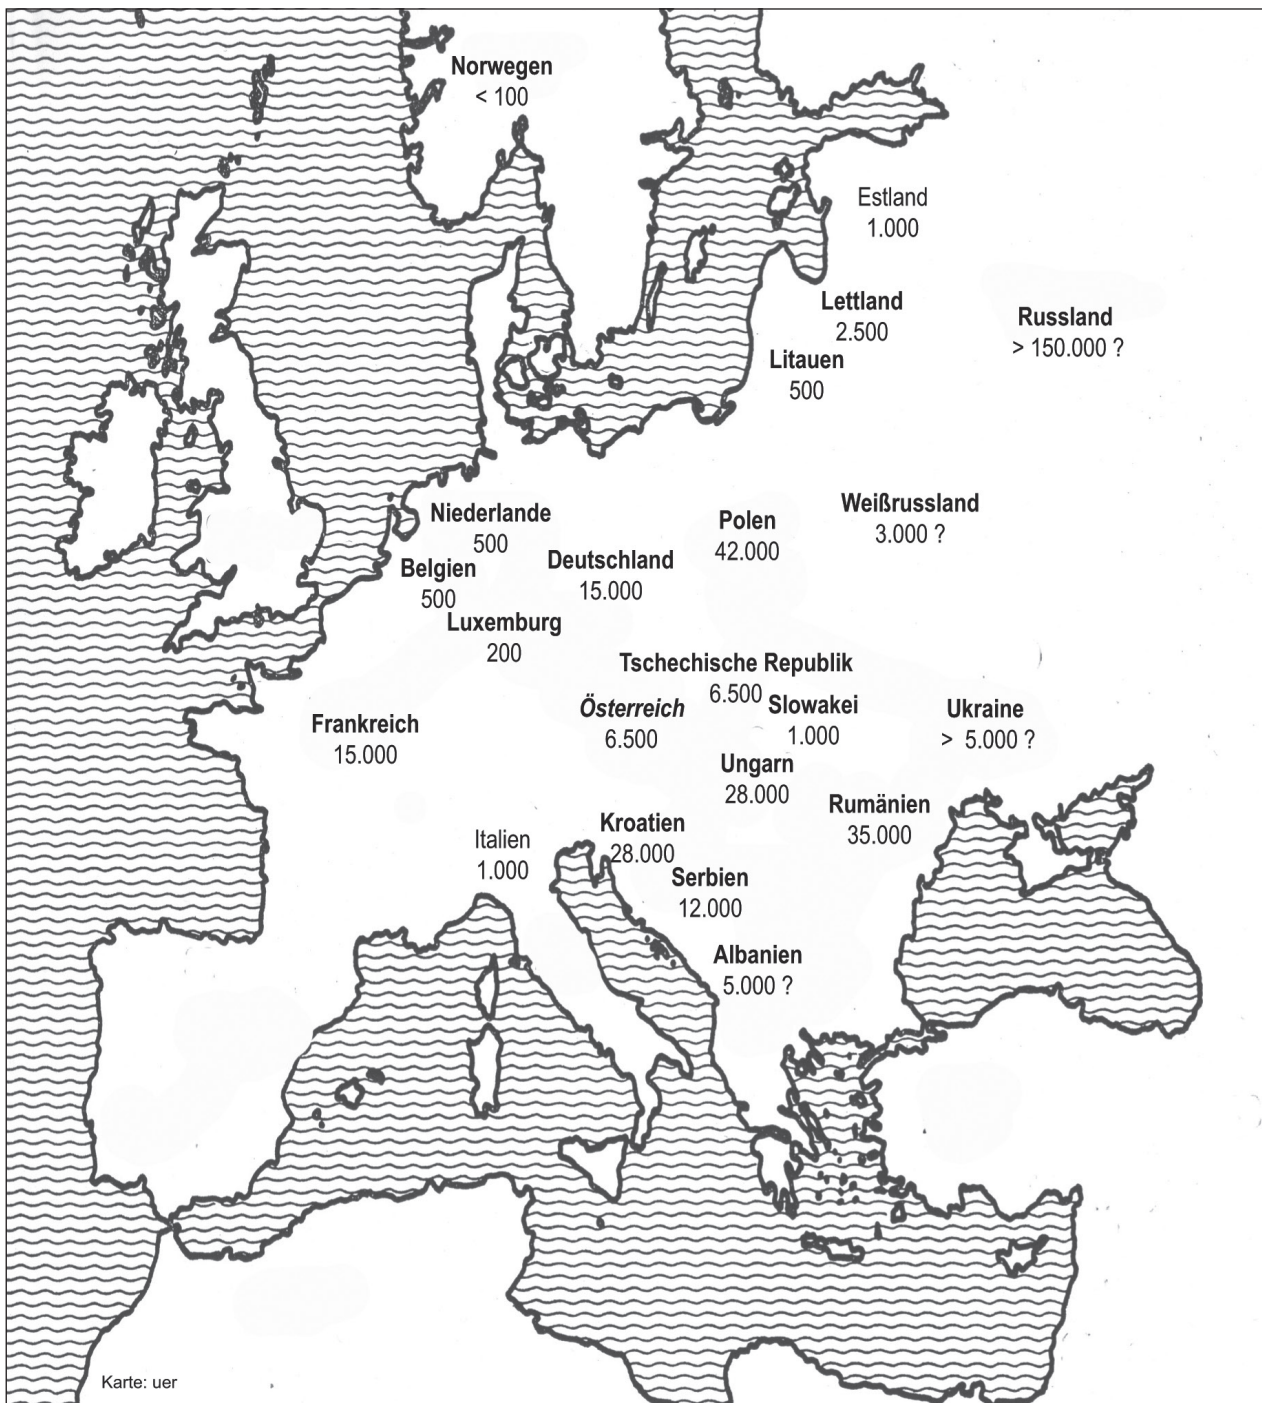 Norwegen
< 100
Estland
1.000
Lettland
2.500
Russland
> 150.000 ?
Litauen
500
Niederlande
500
Weißrussland
3.000 ?
Polen
42.000
Deutschland
15.000
Belgien
500
Luxemburg
200
Tschechische Republik
6.500
Österreich
6.500
Slowakei
1.000
Ukraine
> 5.000 ?
Frankreich
15.000
Ungarn
28.000
Rumänien
35.000
Kroatien
28.000
Italien
1.000
Serbien
12.000
Albanien
5.000 ?
Karte: uer